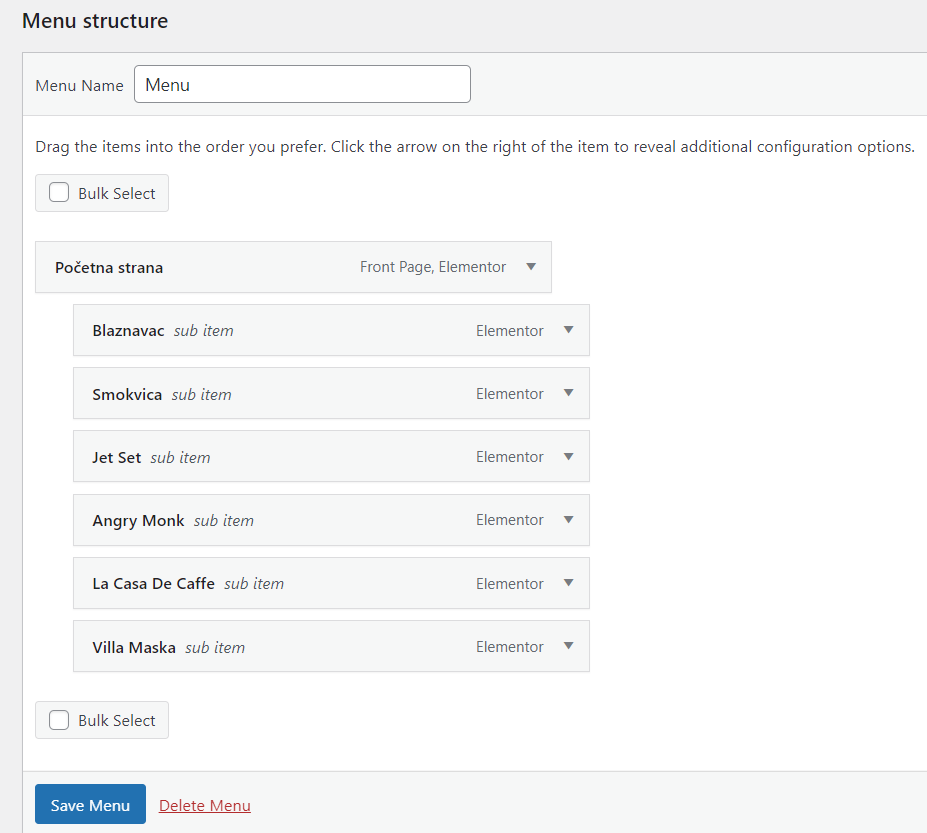 Menu structure
Menu Name Menu
Drag the items into the order you prefer. Click the arrow on the right of the item to reveal additional configuration options.
Bulk Select
Početna strana Front Page, Elementor
Blaznavac sub item Elementor
Smokvica sub item Elementor
Jet Set sub item Elementor
Angry Monk sub item Elementor
La Casa De Caffe sub item Elementor
Villa Maska sub item Elementor
Bulk Select
Save Menu Delete Menu